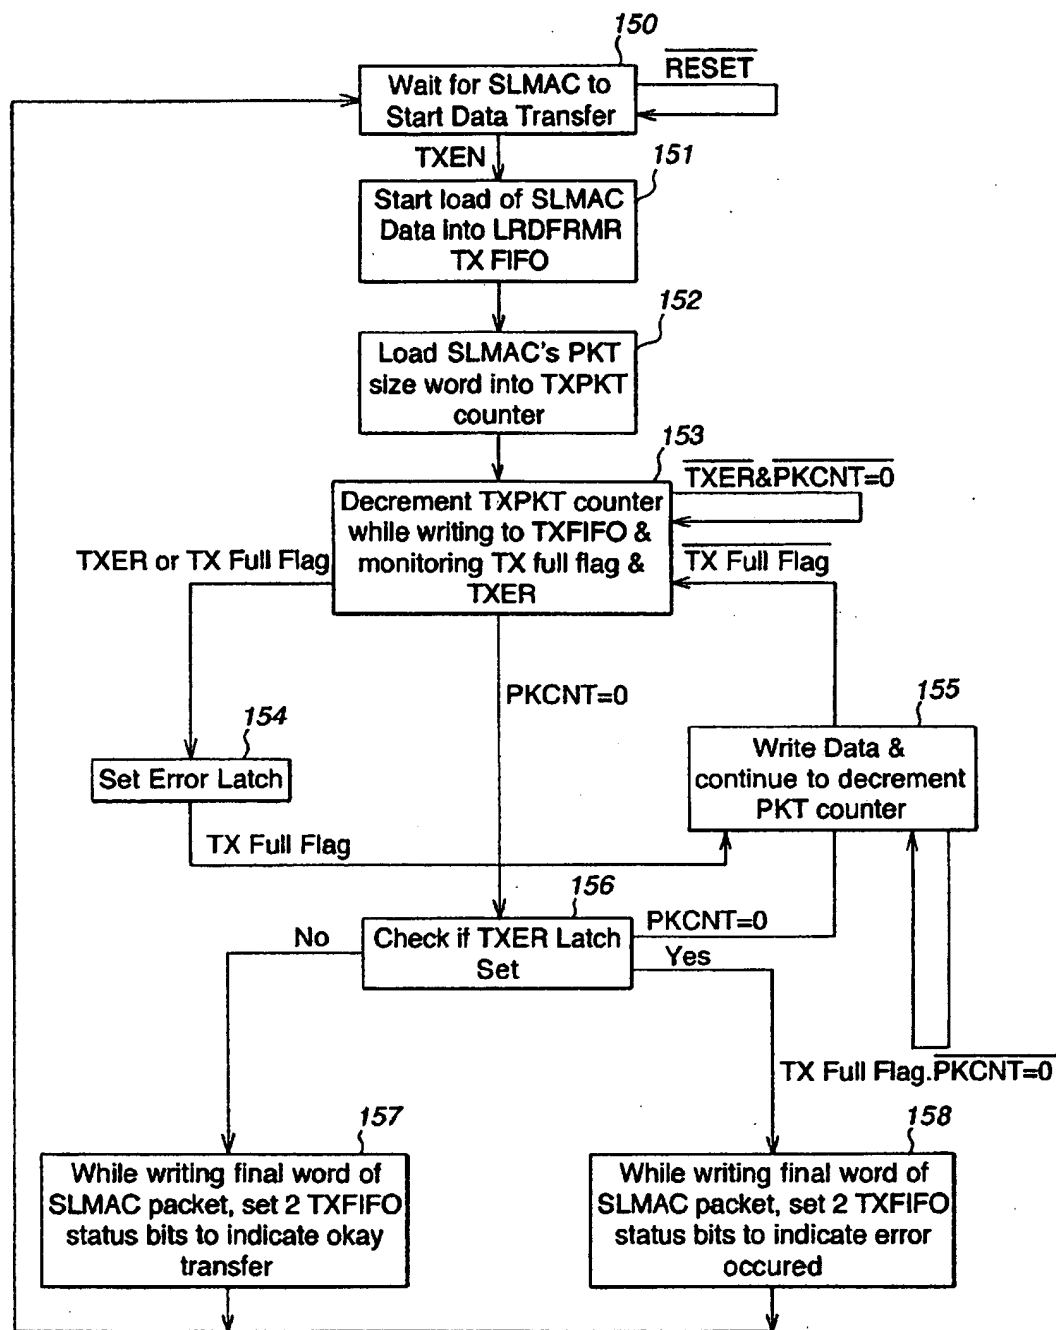 150
Wait for SLMAC to
Start Data Transfer
RESET
TXEN
151
Start load of SLMAC
Data into LRDFRMR
TX FIFO
152
Load SLMAC's PKT
size word into TXPKT
counter
153
TXER&PKCNT=0
Decrement TXPKT counter
while writing to TXFIFO &
monitoring TX full flag &
TXER
TXER or TX Full Flag
TX Full Flag
PKCNT=0
154
Set Error Latch
TX Full Flag
155
Write Data &
continue to decrement
PKT counter
156
Check if TXER Latch
Set
No
PKCNT=0
Yes
TX Full Flag.PKCNT=0
157
While writing final word of
SLMAC packet, set 2 TXFIFO
status bits to indicate okay
transfer
158
While writing final word of
SLMAC packet, set 2 TXFIFO
status bits to indicate error
occured